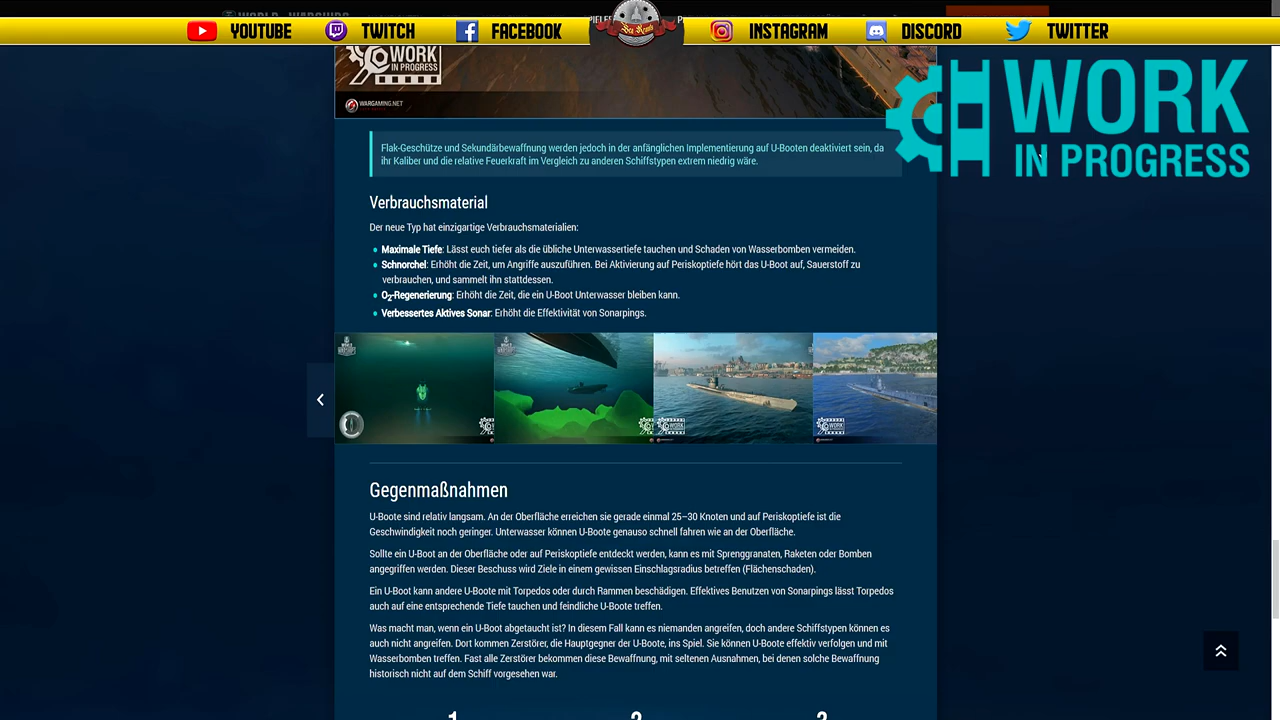 YOUTUBE TWITCH FACEBOOK INSTAGRAM DISCORD TWITTER
WORK
IN PROGRESS
WARGAMING.NET
WORK
IN PROGRESS
Flak-Geschütze und Sekundärbewaffnung werden jedoch in der anfänglichen Implementierung auf U-Booten deaktiviert sein, da
ihr Kaliber und die relative Feuerkraft im Vergleich zu anderen Schiffstypen extrem niedrig wäre.
Verbrauchsmaterial
Der neue Typ hat einzigartige Verbrauchsmaterialien:
Maximale Tiefe: Lässt euch tiefer als die übliche Unterwassertiefe tauchen und Schaden von Wasserbomben vermeiden.
Schnorchel: Erhöht die Zeit, um Angriffe auszuführen. Bei Aktivierung auf Periskoptiefe hört das U-Boot auf, Sauerstoff zu
verbrauchen, und sammelt ihn stattdessen.
O2-Regenerierung: Erhöht die Zeit, die ein U-Boot Unterwasser bleiben kann.
Verbessertes Aktives Sonar: Erhöht die Effektivität von Sonarpings.
Gegenmaßnahmen
U-Boote sind relativ langsam. An der Oberfläche erreichen sie gerade einmal 25–30 Knoten und auf Periskoptiefe ist die
Geschwindigkeit noch geringer. Unterwasser können U-Boote genauso schnell fahren wie an der Oberfläche.
Sollte ein U-Boot an der Oberfläche oder auf Periskoptiefe entdeckt werden, kann es mit Sprenggranaten, Raketen oder Bomben
angegriffen werden. Dieser Beschuss wird Ziele in einem gewissen Einschlagsradius betreffen (Flächenschaden).
Ein U-Boot kann andere U-Boote mit Torpedos oder durch Rammen beschädigen. Effektives Benutzen von Sonarpings lässt Torpedos
auch auf eine entsprechende Tiefe tauchen und feindliche U-Boote treffen.
Was macht man, wenn ein U-Boot abgetaucht ist? In diesem Fall kann es niemanden angreifen, doch andere Schiffstypen können es
auch nicht angreifen. Dort kommen Zerstörer, die Hauptgegner der U-Boote, ins Spiel. Sie können U-Boote effektiv verfolgen und mit
Wasserbomben treffen. Fast alle Zerstörer bekommen diese Bewaffnung, mit seltenen Ausnahmen, bei denen solche Bewaffnung
historisch nicht auf dem Schiff vorgesehen war.
1 2 3